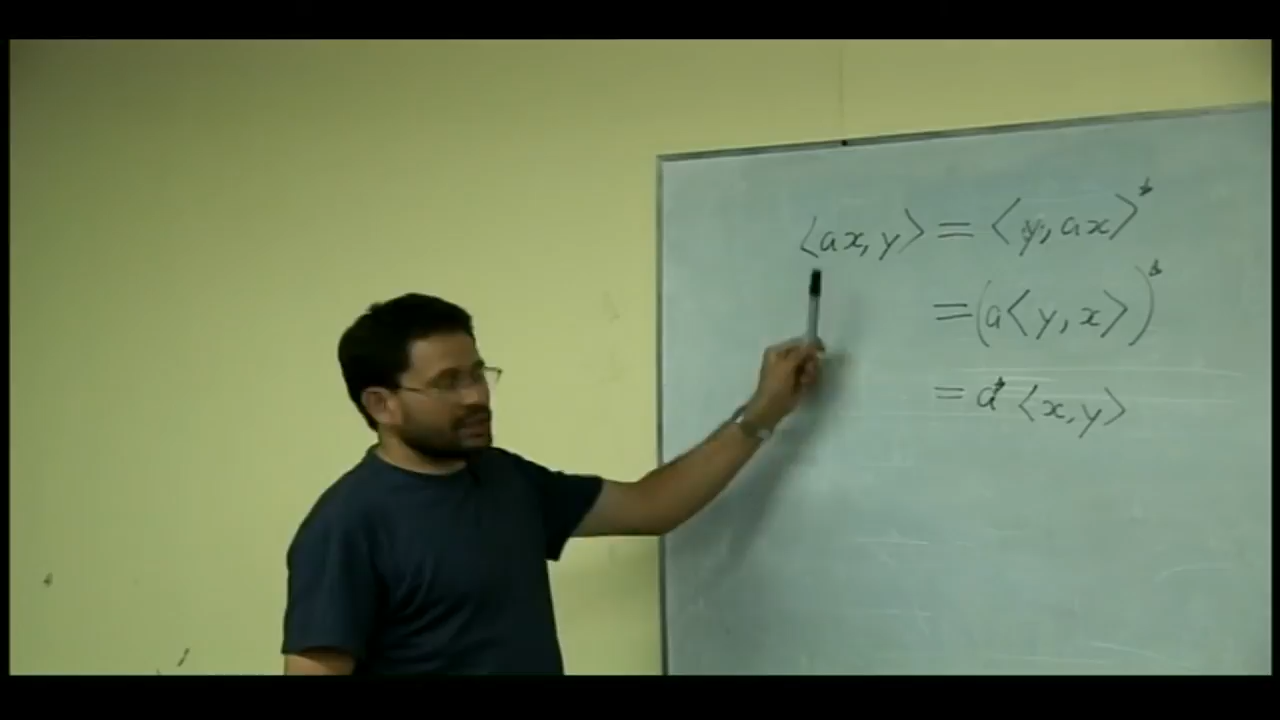 ⟨ax, y⟩ = ⟨y, ax⟩*
= (a⟨y, x⟩)*
= a* ⟨x, y⟩